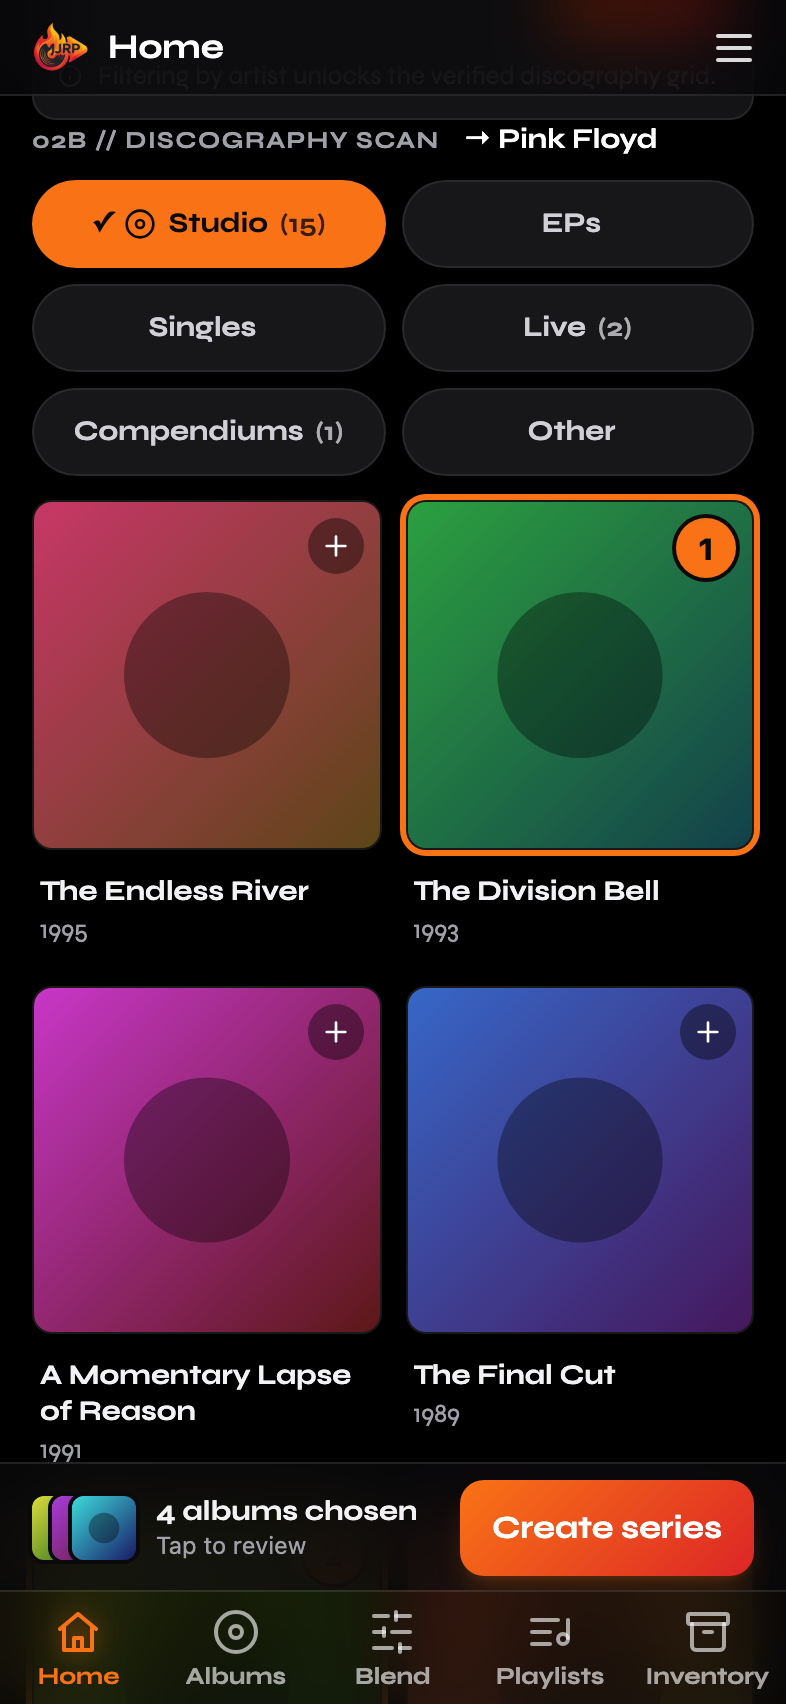 MJRP
Home
Filtering by artist unlocks the verified discography grid.
02B // DISCOGRAPHY SCAN → Pink Floyd
✓ Studio (15)
EPs
Singles
Live (2)
Compendiums (1)
Other
1
The Endless River
1995
The Division Bell
1993
A Momentary Lapse
of Reason
1991
The Final Cut
1989
4 albums chosen
Tap to review
Create series
Home
Albums
Blend
Playlists
Inventory